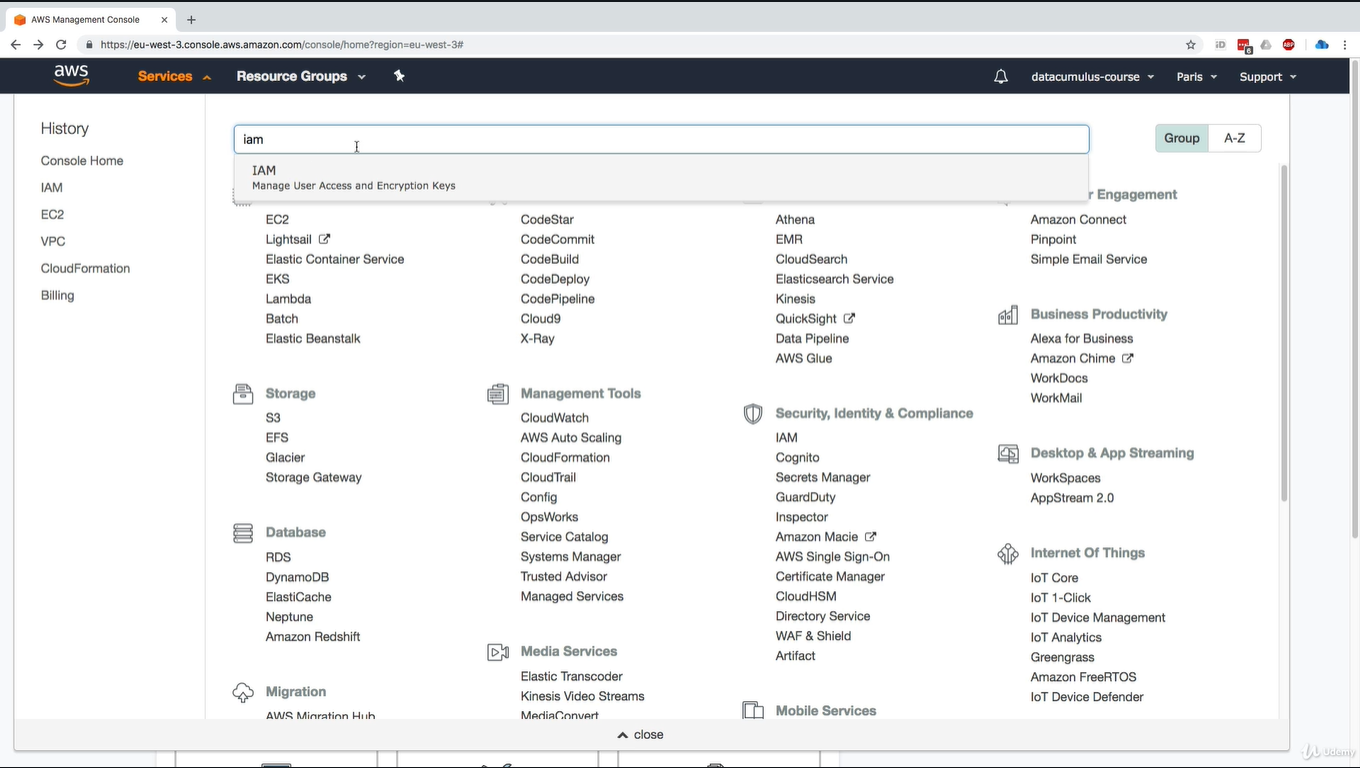 AWS Management Console
https://eu-west-3.console.aws.amazon.com/console/home?region=eu-west-3#
iD
6
ABP
aws
Services
Resource Groups
datacumulus-course
Paris
Support
History
Console Home
IAM
EC2
VPC
CloudFormation
Billing
iam
Group
A-Z
IAM
Manage User Access and Encryption Keys
EC2
Lightsail
Elastic Container Service
EKS
Lambda
Batch
Elastic Beanstalk
Storage
S3
EFS
Glacier
Storage Gateway
Database
RDS
DynamoDB
ElastiCache
Neptune
Amazon Redshift
Migration
AWS Migration Hub
CodeStar
CodeCommit
CodeBuild
CodeDeploy
CodePipeline
Cloud9
X-Ray
Management Tools
CloudWatch
AWS Auto Scaling
CloudFormation
CloudTrail
Config
OpsWorks
Service Catalog
Systems Manager
Trusted Advisor
Managed Services
Media Services
Elastic Transcoder
Kinesis Video Streams
MediaConvert
Athena
EMR
CloudSearch
Elasticsearch Service
Kinesis
QuickSight
Data Pipeline
AWS Glue
Security, Identity & Compliance
IAM
Cognito
Secrets Manager
GuardDuty
Inspector
Amazon Macie
AWS Single Sign-On
Certificate Manager
CloudHSM
Directory Service
WAF & Shield
Artifact
Mobile Services
r Engagement
Amazon Connect
Pinpoint
Simple Email Service
Business Productivity
Alexa for Business
Amazon Chime
WorkDocs
WorkMail
Desktop & App Streaming
WorkSpaces
AppStream 2.0
Internet Of Things
IoT Core
IoT 1-Click
IoT Device Management
IoT Analytics
Greengrass
Amazon FreeRTOS
IoT Device Defender
close
Udemy